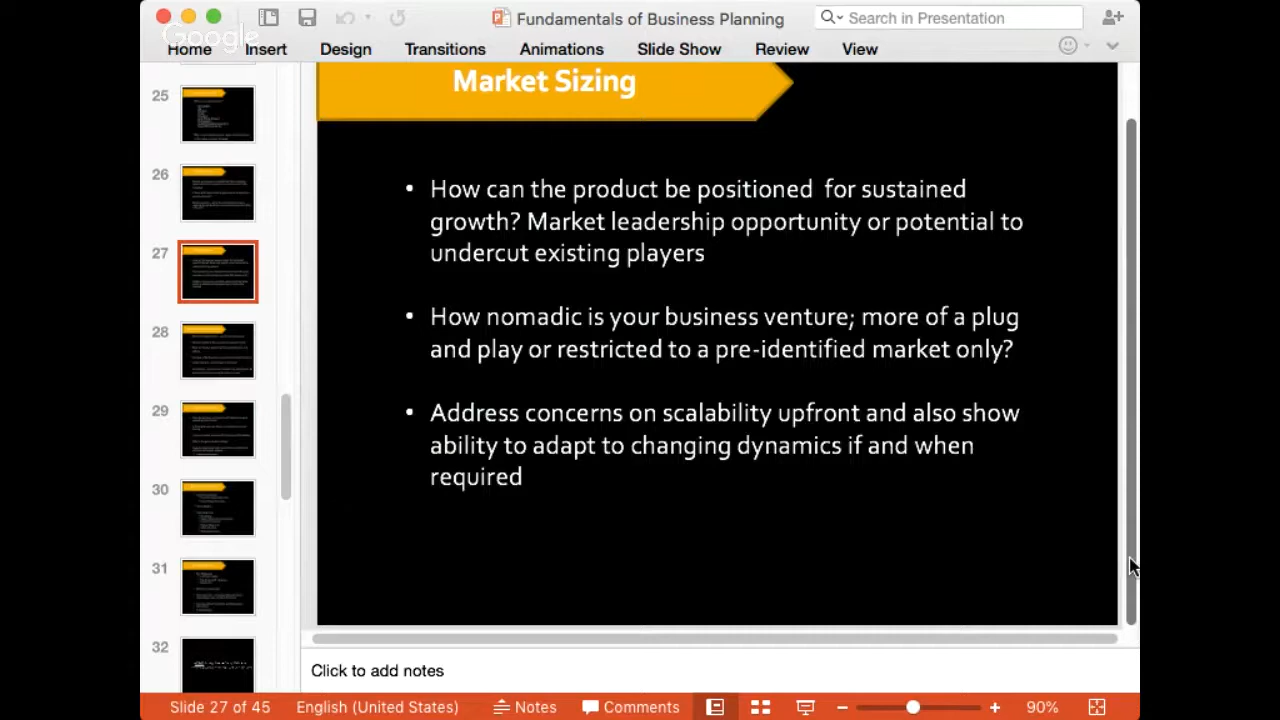 Fundamentals of Business Planning
Search in Presentation
Google
Home Insert Design Transitions Animations Slide Show Review View
Market Sizing
25
26
27
28
29
30
31
32
• How can the product be positioned for sustained
growth? Market leadership opportunity or potential to
undercut existing players
• How nomadic is your business venture; more of a plug
and play or restricted to a pre-identified market only?
• Address concerns on scalability upfront and also show
ability to adapt to changing dynamics if and when
required
Click to add notes
Slide 27 of 45 English (United States) Notes Comments 90%